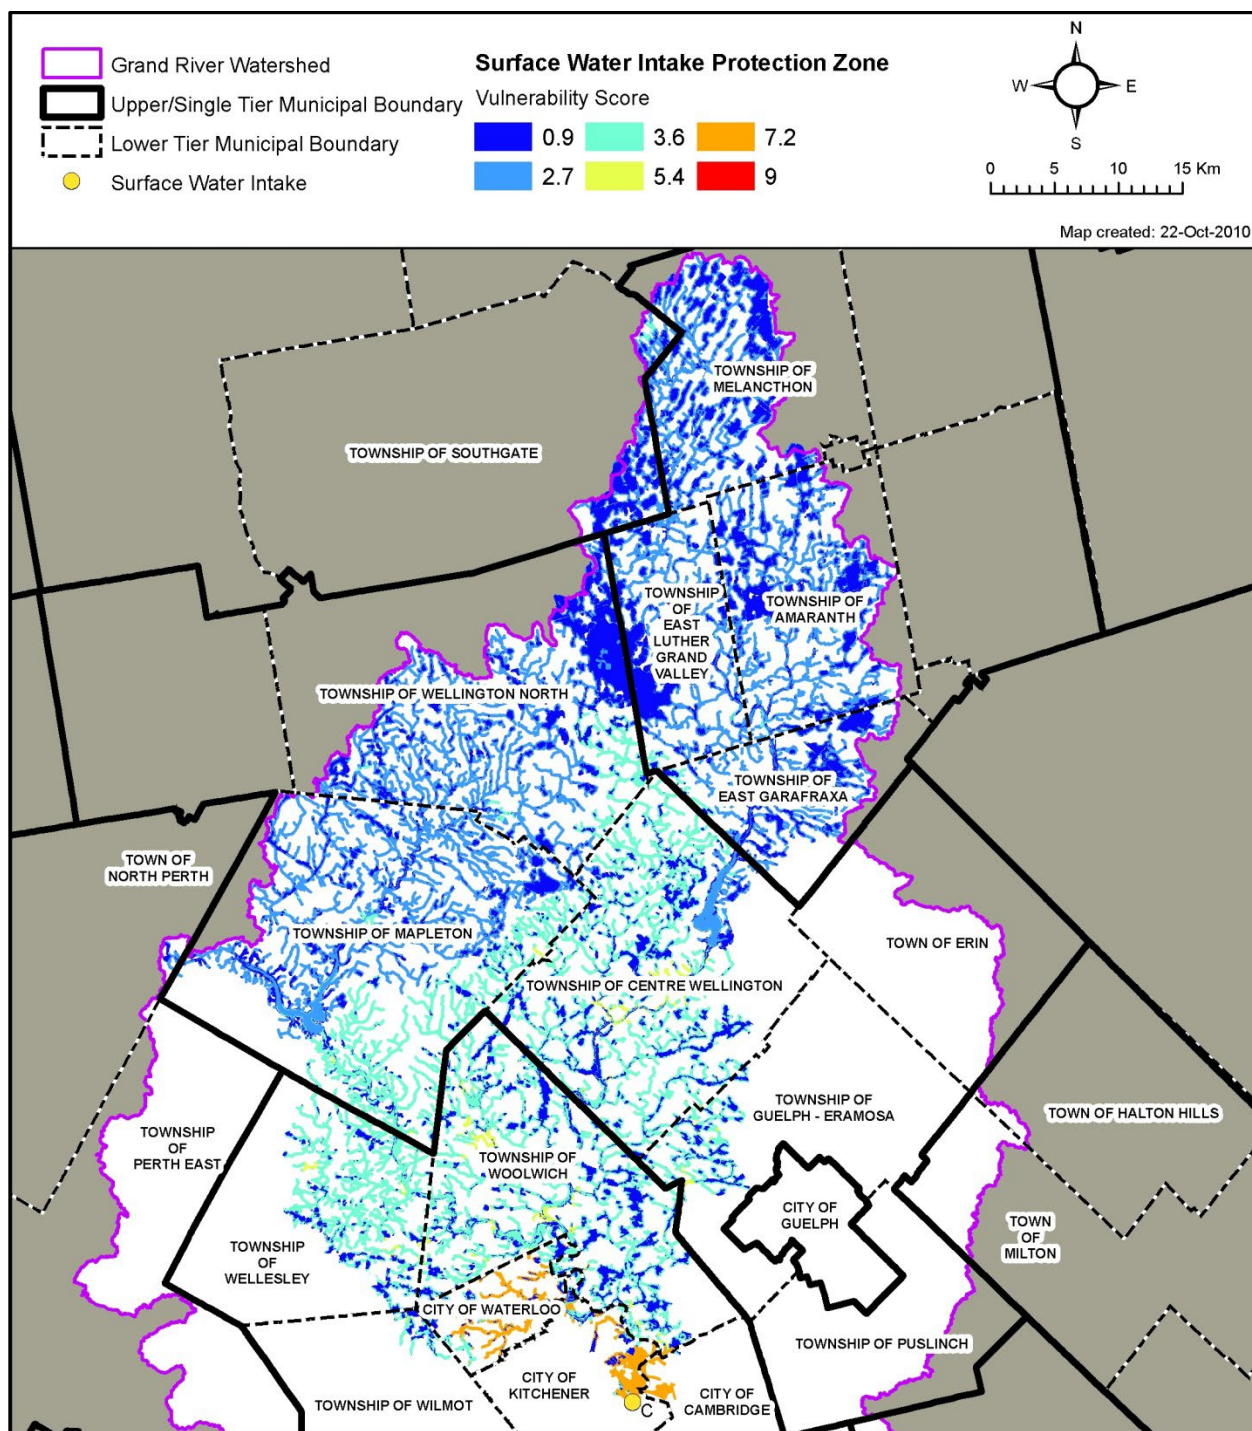 Grand River Watershed
Upper/Single Tier Municipal Boundary
Lower Tier Municipal Boundary
Surface Water Intake
Surface Water Intake Protection Zone
Vulnerability Score
0.9
3.6
7.2
2.7
5.4
9
N
W
E
S
0 5 10 15 Km
Map created: 22-Oct-2010
TOWNSHIP OF
MELANCTHON
TOWNSHIP OF SOUTHGATE
TOWNSHIP
OF
EAST
LUTHER
GRAND
VALLEY
TOWNSHIP OF
AMARANTH
TOWNSHIP OF WELLINGTON NORTH
TOWNSHIP OF
EAST GARAFRAXA
TOWN OF
NORTH PERTH
TOWNSHIP OF MAPLETON
TOWN OF ERIN
TOWNSHIP OF CENTRE WELLINGTON
TOWNSHIP OF
GUELPH - ERAMOSA
TOWN OF HALTON HILLS
TOWNSHIP
OF
PERTH EAST
TOWNSHIP OF
WOOLWICH
CITY OF
GUELPH
TOWN
OF
MILTON
TOWNSHIP
OF
WELLESLEY
CITY OF WATERLOO
TOWNSHIP OF PUSLINCH
CITY OF
KITCHENER
TOWNSHIP OF WILMOT
C
CITY OF
CAMBRIDGE